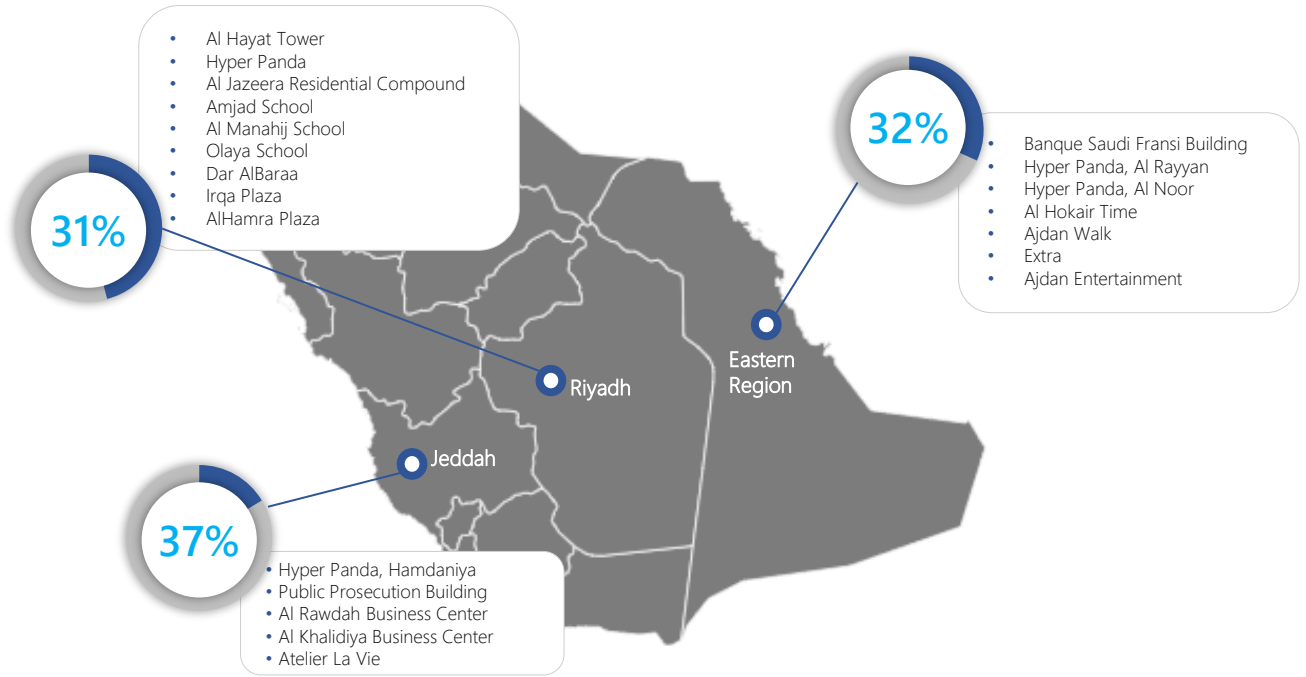 • Al Hayat Tower
• Hyper Panda
• Al Jazeera Residential Compound
• Amjad School
• Al Manahij School
• Olaya School
• Dar AlBaraa
• Irqa Plaza
• AlHamra Plaza
31%
32%
• Banque Saudi Fransi Building
• Hyper Panda, Al Rayyan
• Hyper Panda, Al Noor
• Al Hokair Time
• Ajdan Walk
• Extra
• Ajdan Entertainment
Eastern
Region
Riyadh
Jeddah
37%
• Hyper Panda, Hamdaniya
• Public Prosecution Building
• Al Rawdah Business Center
• Al Khalidiya Business Center
• Atelier La Vie